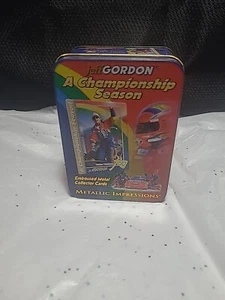 Jeff GORDON
A Championship
Season
Embossed Metal
Collector Cards
METALLIC IMPRESSIONS